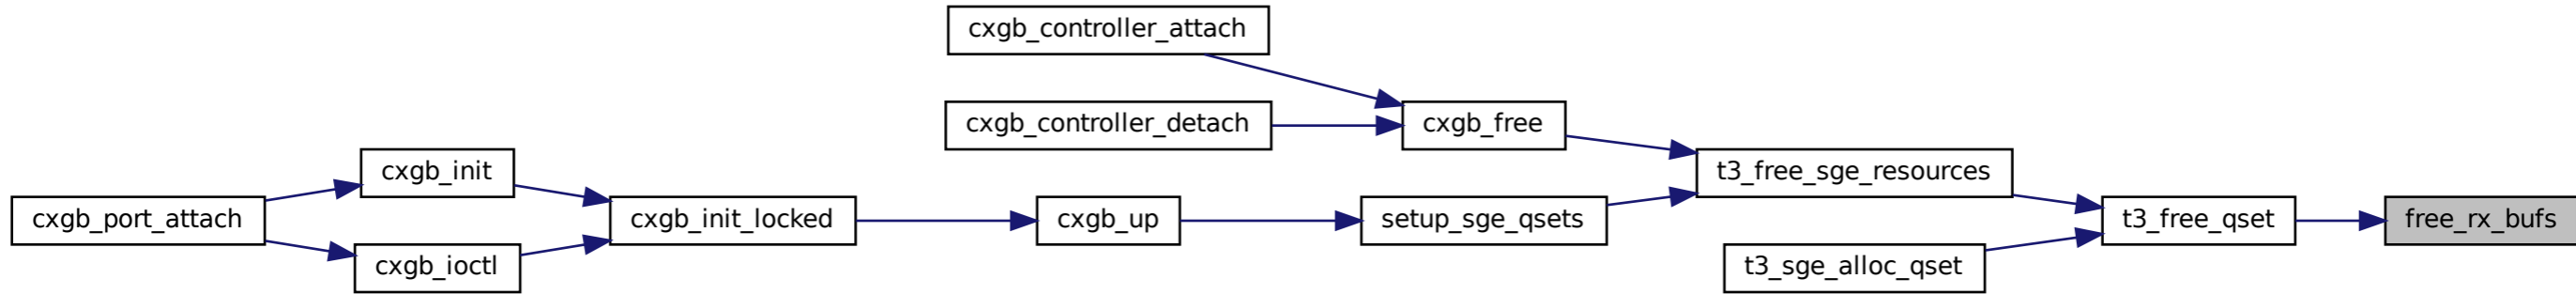 cxgb_controller_attach
cxgb_controller_detach
cxgb_free
cxgb_init
t3_free_sge_resources
cxgb_port_attach
cxgb_init_locked
cxgb_up
setup_sge_qsets
t3_free_qset
free_rx_bufs
cxgb_ioctl
t3_sge_alloc_qset